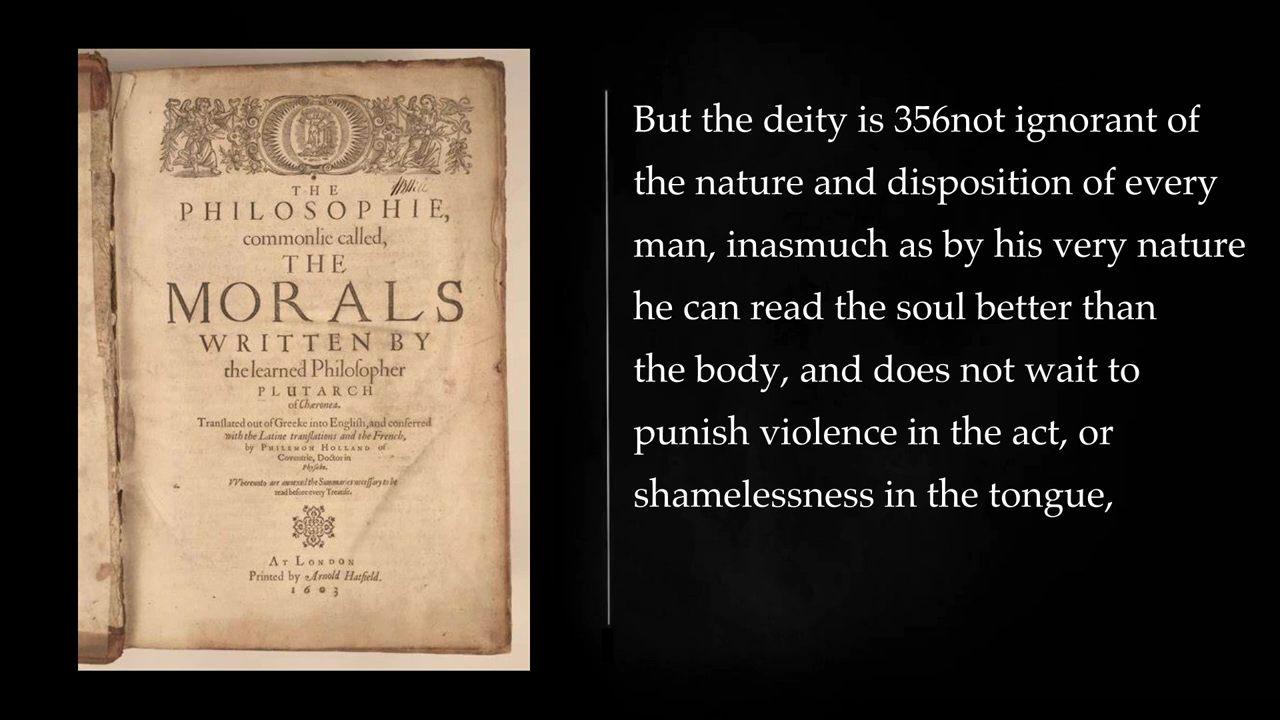 THE
PHILOSOPHIE,
commonlie called,
THE
MORALS
WRITTEN BY
the learned Philoſopher
PLUTARCH
of Chæronea.
Tranſlated out of Greeke into Engliſh, and conferred
with the Latine tranſlations and the French,
by PHILEMON HOLLAND of
Coventrie, Doctor in
Phyſicke.
VVhereunto are annexed the Summaries neceſſary to be
read before every Treatiſe.
AT LONDON
Printed by Arnold Hatfield.
1603
But the deity is 356not ignorant of
the nature and disposition of every
man, inasmuch as by his very nature
he can read the soul better than
the body, and does not wait to
punish violence in the act, or
shamelessness in the tongue,